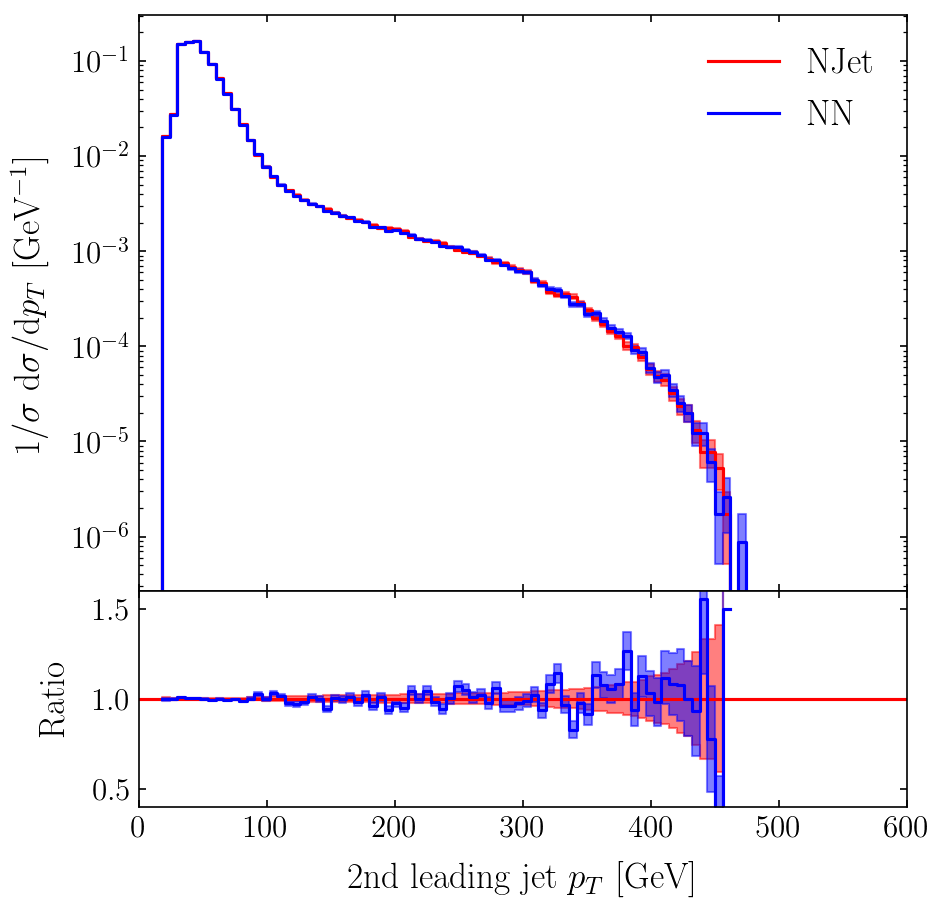 NJet
NN
10⁻¹
10⁻²
10⁻³
10⁻⁴
10⁻⁵
10⁻⁶
1/σ dσ/dp_T [GeV⁻¹]
1.5
1.0
0.5
Ratio
0 100 200 300 400 500 600
2nd leading jet p_T [GeV]